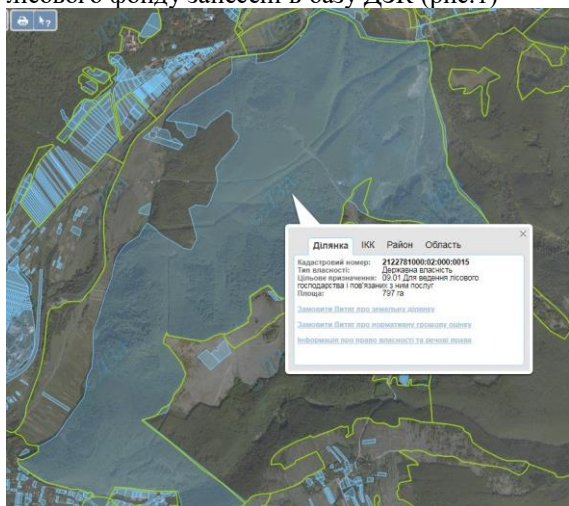 лісового фонду занесені в базу ДЗК (рис.1)
Ділянка ІКК Район Область
Кадастровий номер: 2122781000:02:000:0015
Тип власності: Державна власність
Цільове призначення: 09.01 Для ведення лісового
господарства і пов'язаних з ним послуг
Площа: 797 га
Замовити Витяг про земельну ділянку
Замовити Витяг про нормативну грошову оцінку
Інформація про право власності та речові права